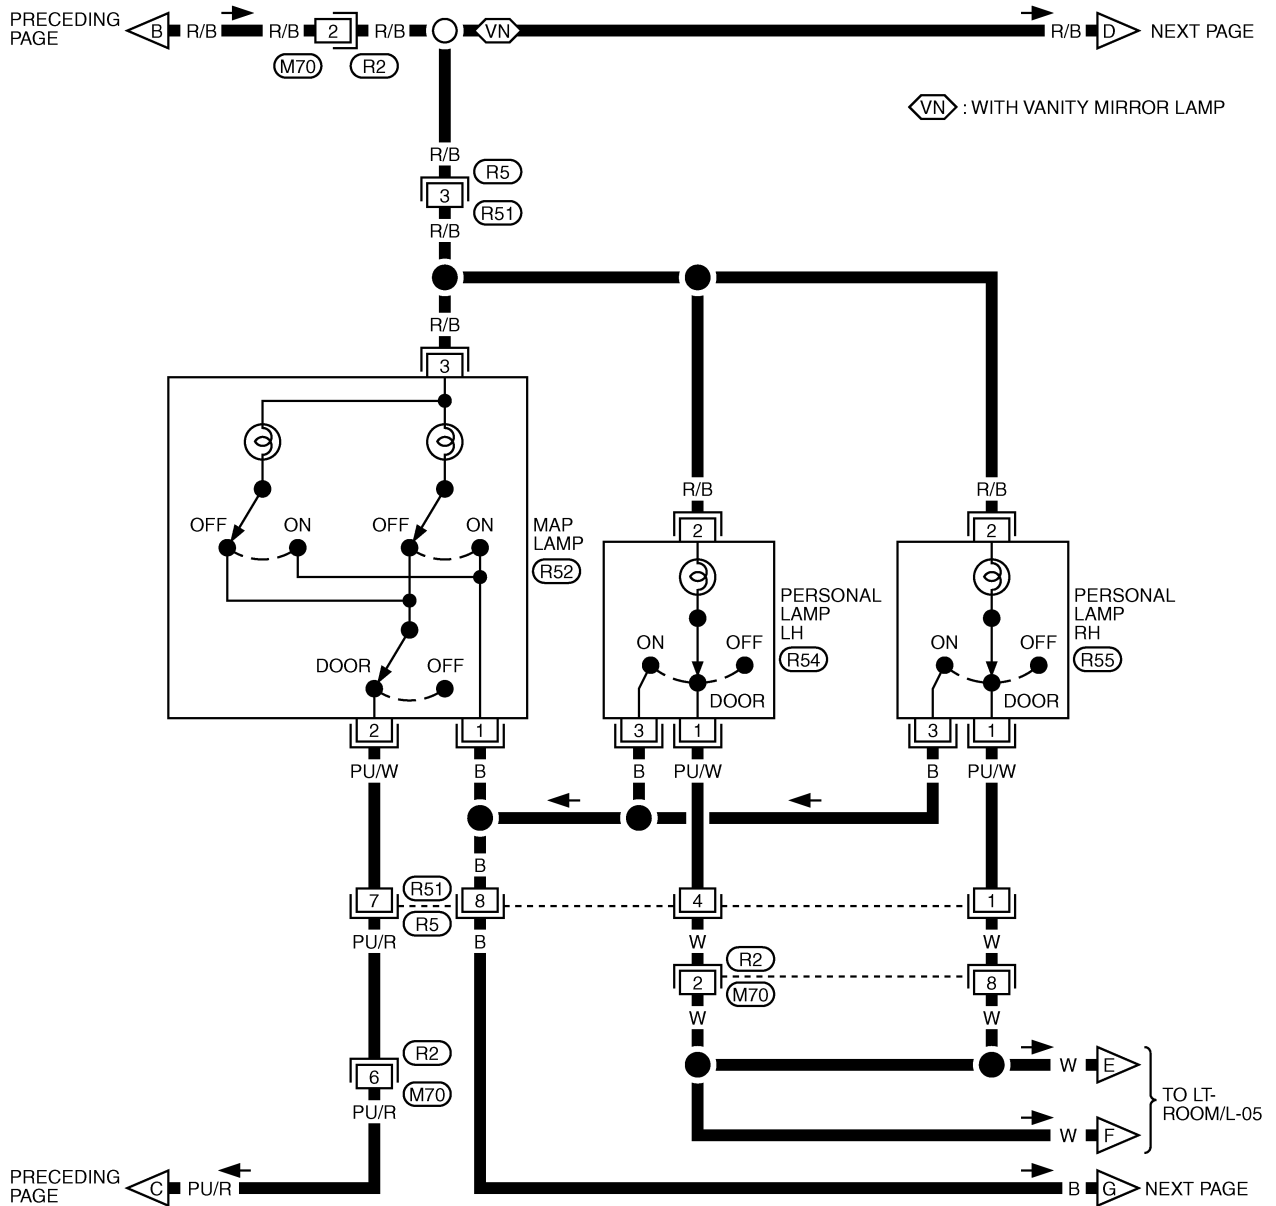 PRECEDING PAGE B R/B R/B 2 R/B VN R/B D NEXT PAGE
M70 R2
VN : WITH VANITY MIRROR LAMP
R/B
R5
3
R51
R/B
R/B
3
R/B R/B
2 2
OFF ON OFF ON
MAP
LAMP
R52
PERSONAL
LAMP
LH
R54
PERSONAL
LAMP
RH
R55
ON OFF ON OFF
DOOR OFF
DOOR DOOR
2 1 3 1 3 1
PU/W B B PU/W B PU/W
B
R51
7 8 4 1
R5
PU/R B W W
R2
2 8
M70
W W
R2
6
M70
PU/R
W E
TO LT-
ROOM/L-05
W F
PRECEDING PAGE C PU/R B G NEXT PAGE